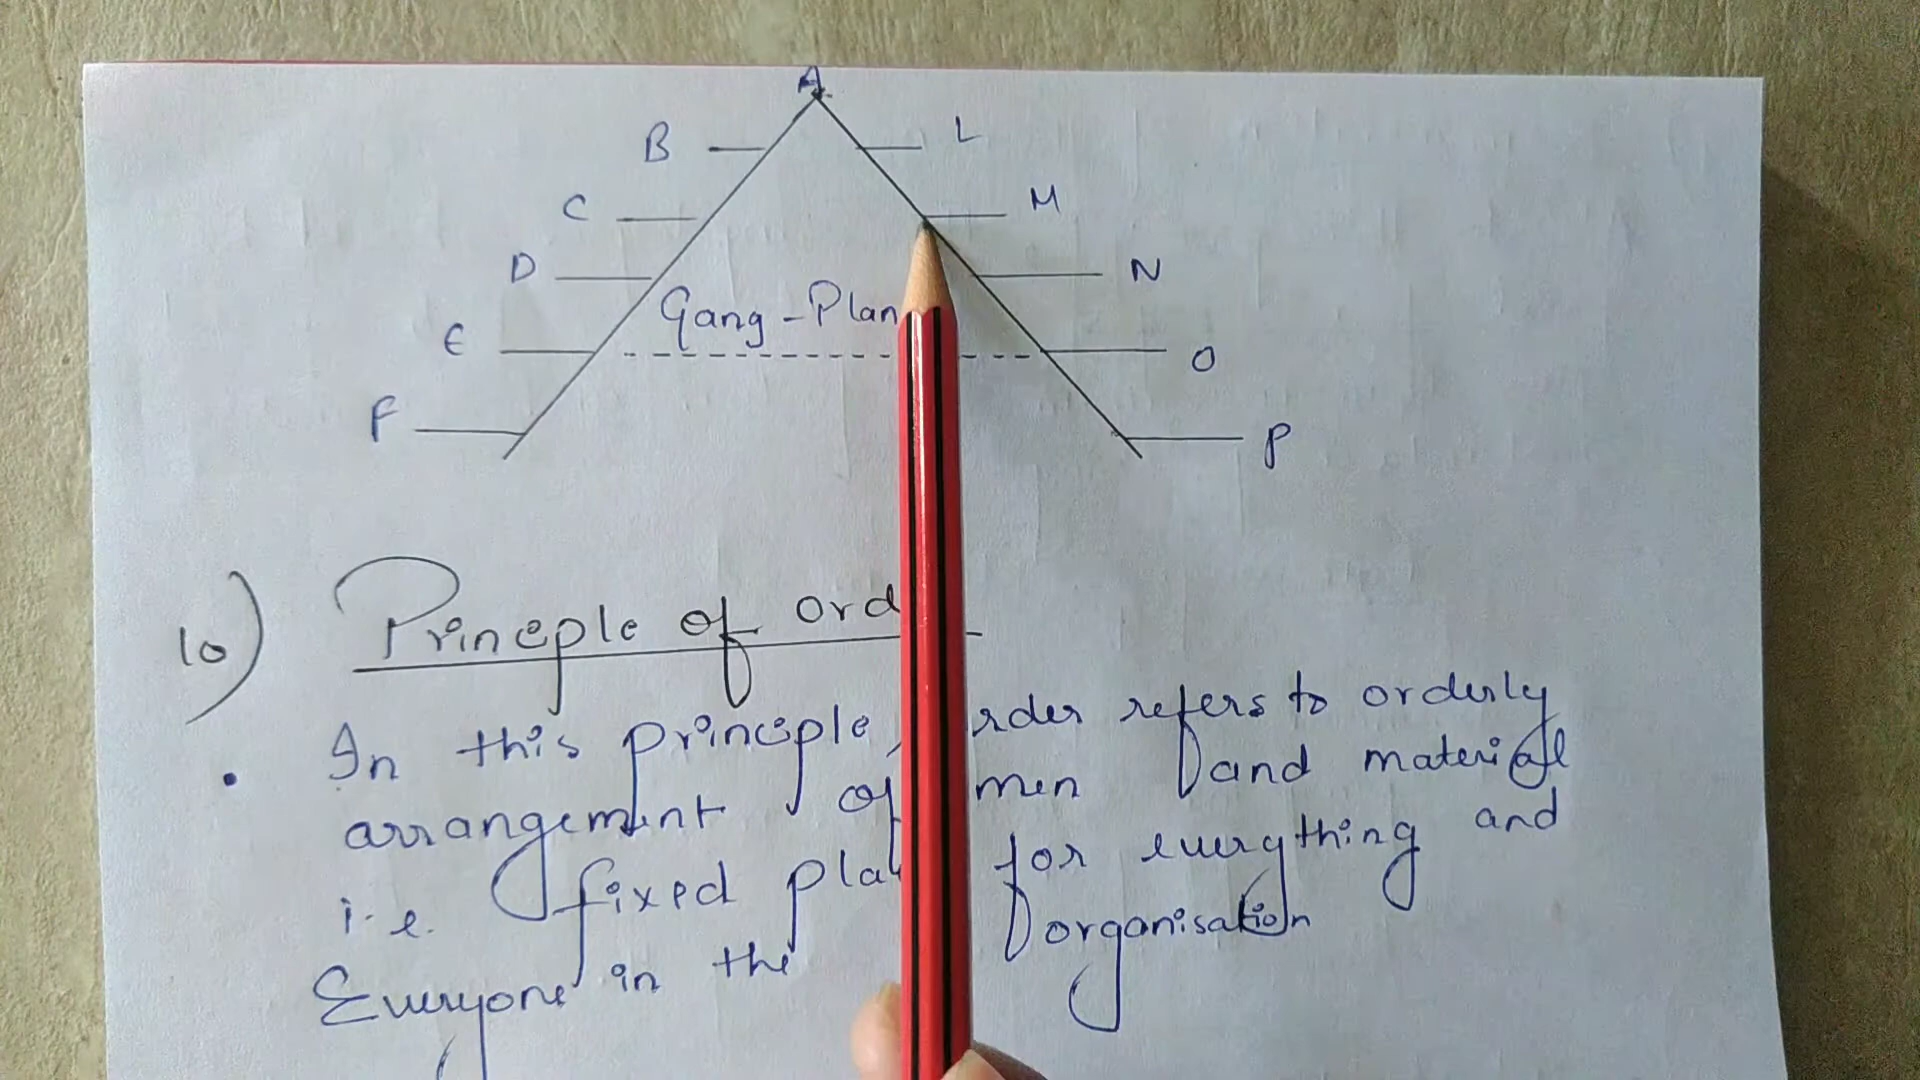 A
B L
C M
D N
Gang-Plan
E O
F P
10) Principle of ord
• In this principle, rder refers to orderly
arrangement of men and material
i.e. fixed pla for everything and
Everyone in the organisation